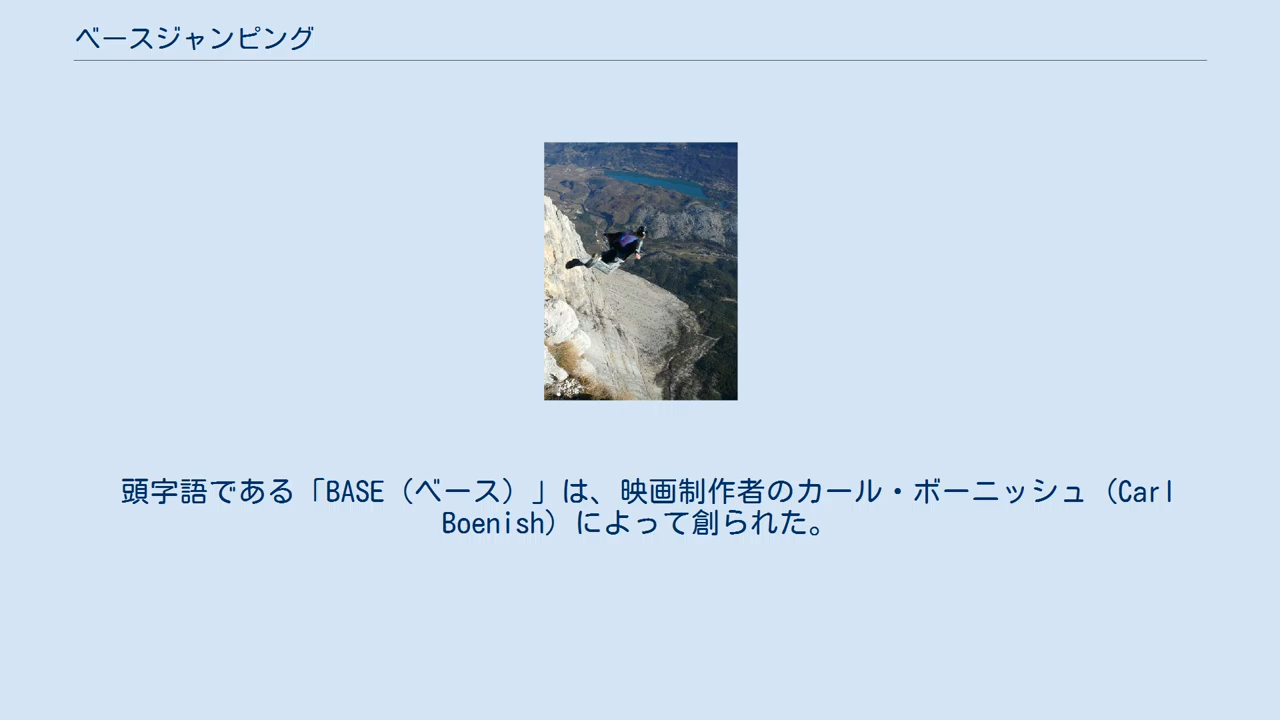 ベースジャンピング
頭字語である「BASE（ベース）」は、映画制作者のカール・ボーニッシュ（Carl
Boenish）によって創られた。